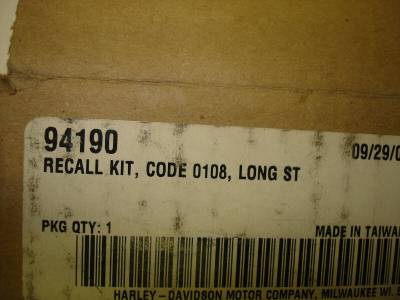 94190 09/29/0
RECALL KIT, CODE 0108, LONG ST
PKG QTY: 1 MADE IN TAIWA
HARLEY-DAVIDSON MOTOR COMPANY, MILWAUKEE WI.